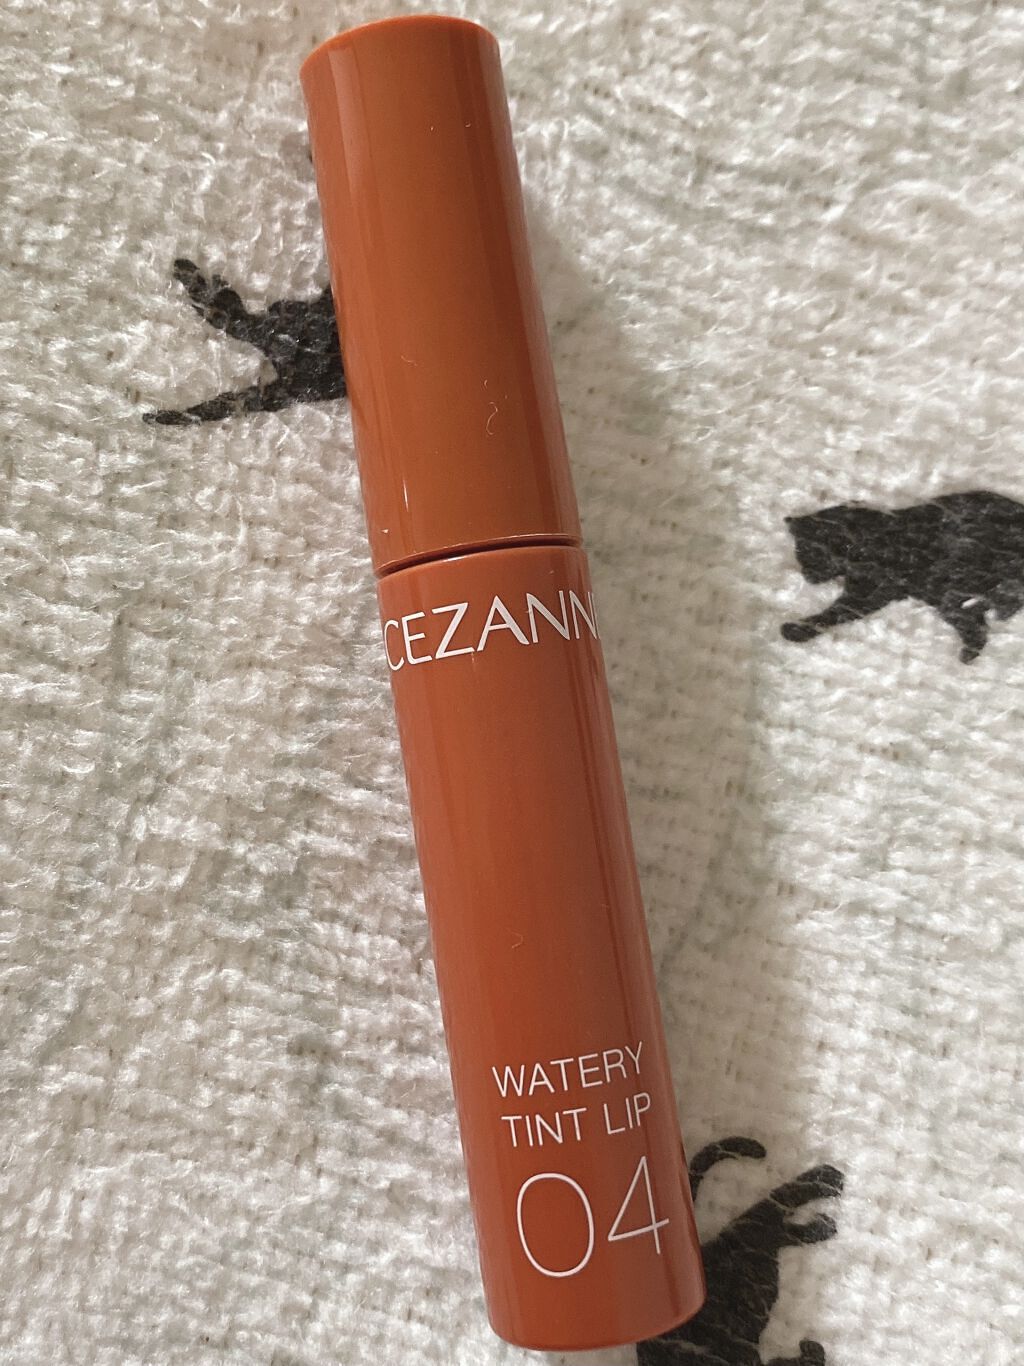 CEZANN
WATERY
TINT LIP
04